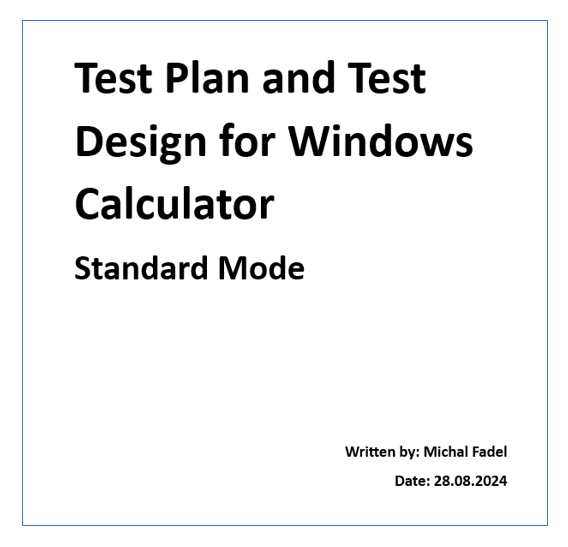 Test Plan and Test
Design for Windows
Calculator
Standard Mode
Written by: Michal Fadel
Date: 28.08.2024